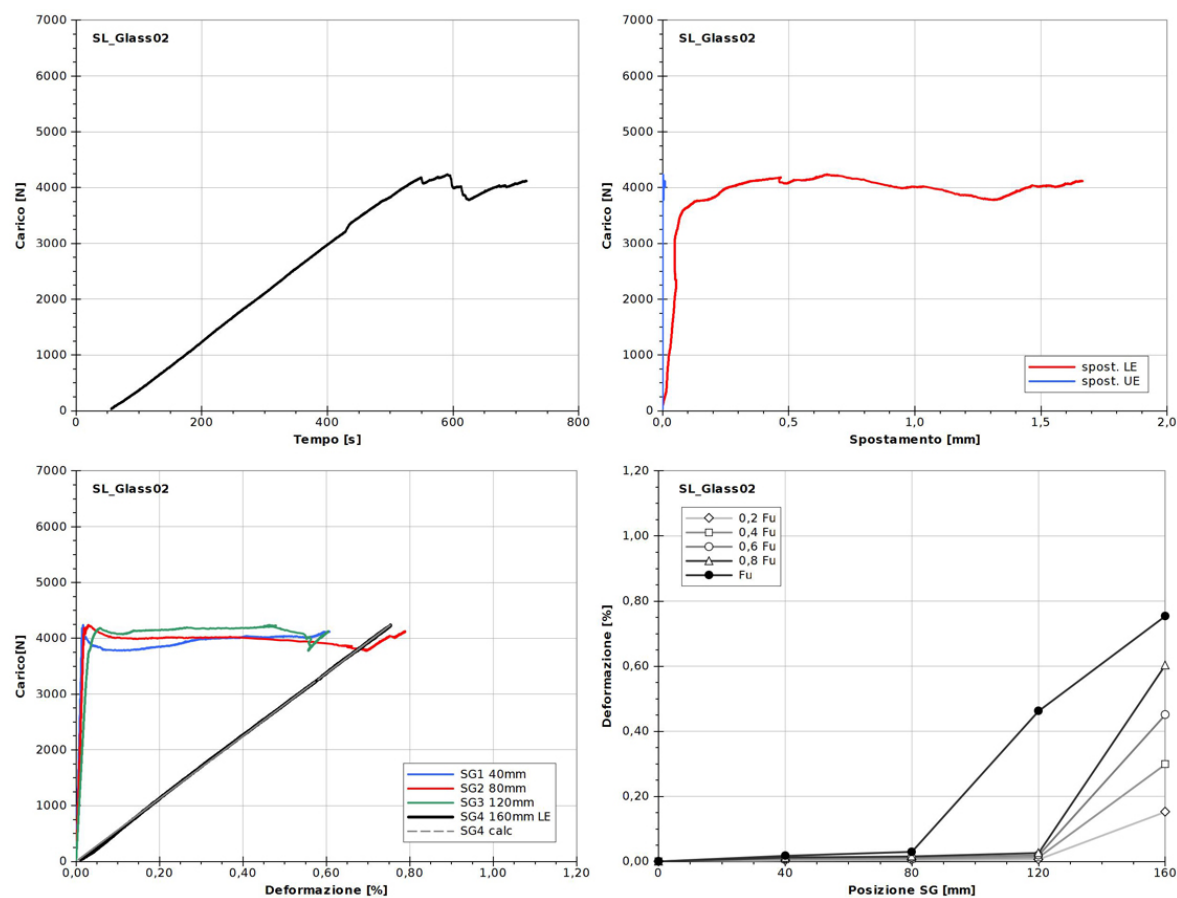 SL_Glass02
Carico [N]
7000
6000
5000
4000
3000
2000
1000
0
0 200 400 600 800
Tempo [s]
SL_Glass02
Carico [N]
7000
6000
5000
4000
3000
2000
1000
0
spost. LE
spost. UE
0,0 0,5 1,0 1,5 2,0
Spostamento [mm]
SL_Glass02
Carico[N]
7000
6000
5000
4000
3000
2000
1000
0
SG1 40mm
SG2 80mm
SG3 120mm
SG4 160mm LE
SG4 calc
0,00 0,20 0,40 0,60 0,80 1,00 1,20
Deformazione [%]
SL_Glass02
Deformazione [%]
1,20
1,00
0,80
0,60
0,40
0,20
0,00
0,2 Fu
0,4 Fu
0,6 Fu
0,8 Fu
Fu
0 40 80 120 160
Posizione SG [mm]